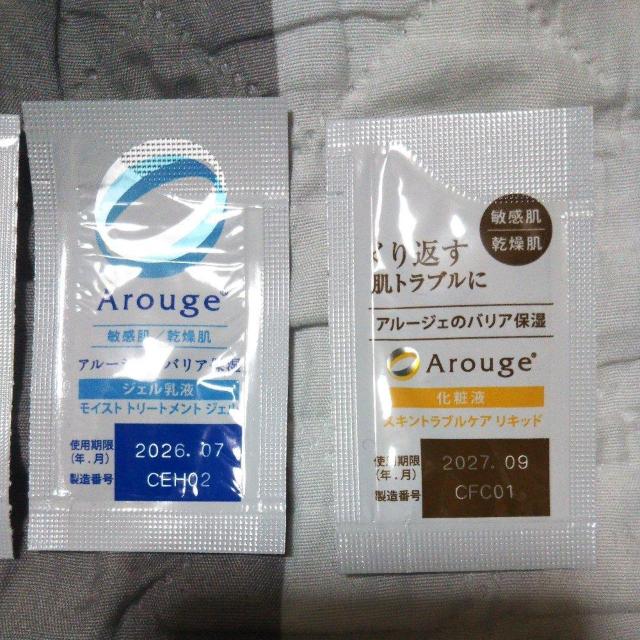 Arouge®
敏感肌／乾燥肌
アルージェのバリア保湿
ジェル乳液
モイスト トリートメント ジェル
使用期限
(年.月)
2026. 07
製造番号
CEH02
敏感肌
乾燥肌
り返す
肌トラブルに
アルージェのバリア保湿
Arouge®
化粧液
スキントラブルケア リキッド
使用期限
(年.月)
2027. 09
製造番号
CFC01